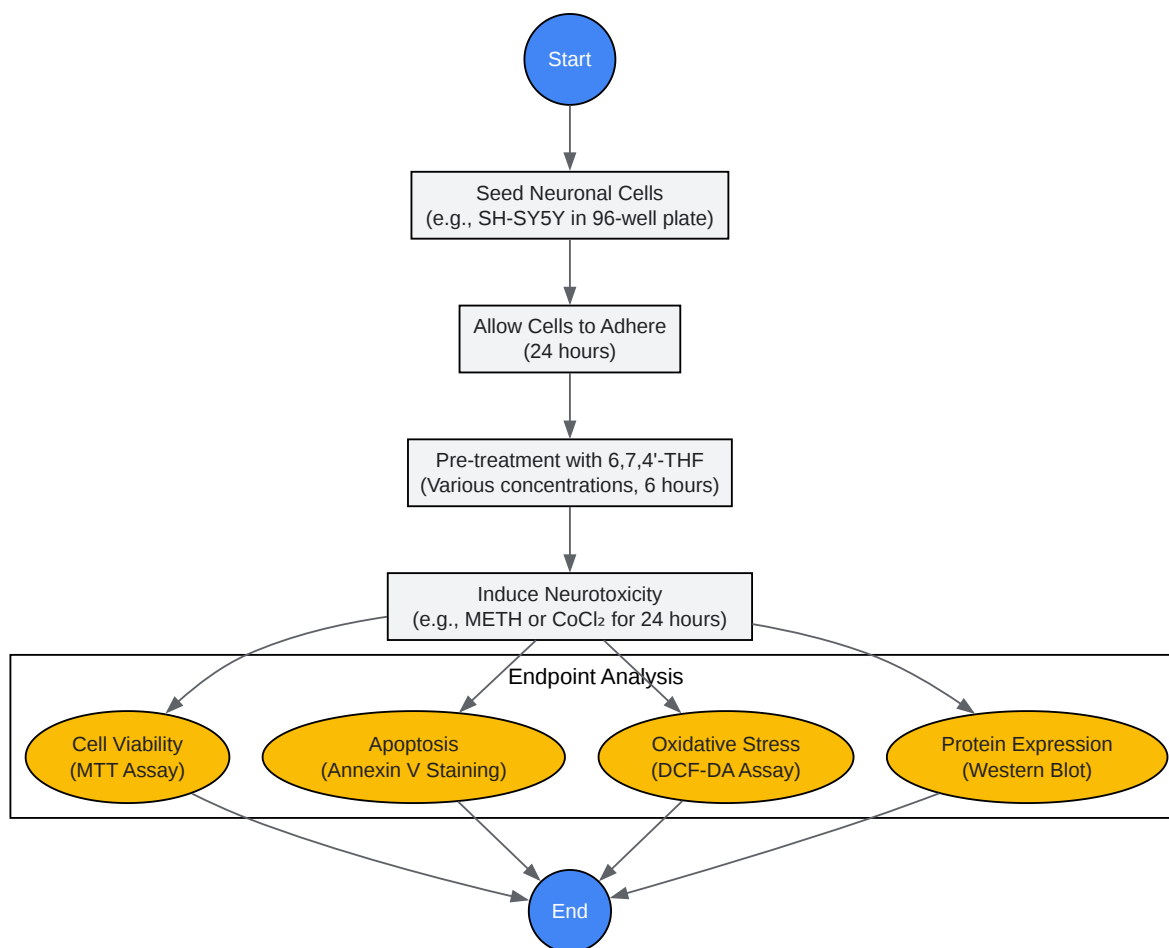 Start
Seed Neuronal Cells
(e.g., SH-SY5Y in 96-well plate)
Allow Cells to Adhere
(24 hours)
Pre-treatment with 6,7,4'-THF
(Various concentrations, 6 hours)
Induce Neurotoxicity
(e.g., METH or CoCl₂ for 24 hours)
Endpoint Analysis
Cell Viability
(MTT Assay)
Apoptosis
(Annexin V Staining)
Oxidative Stress
(DCF-DA Assay)
Protein Expression
(Western Blot)
End